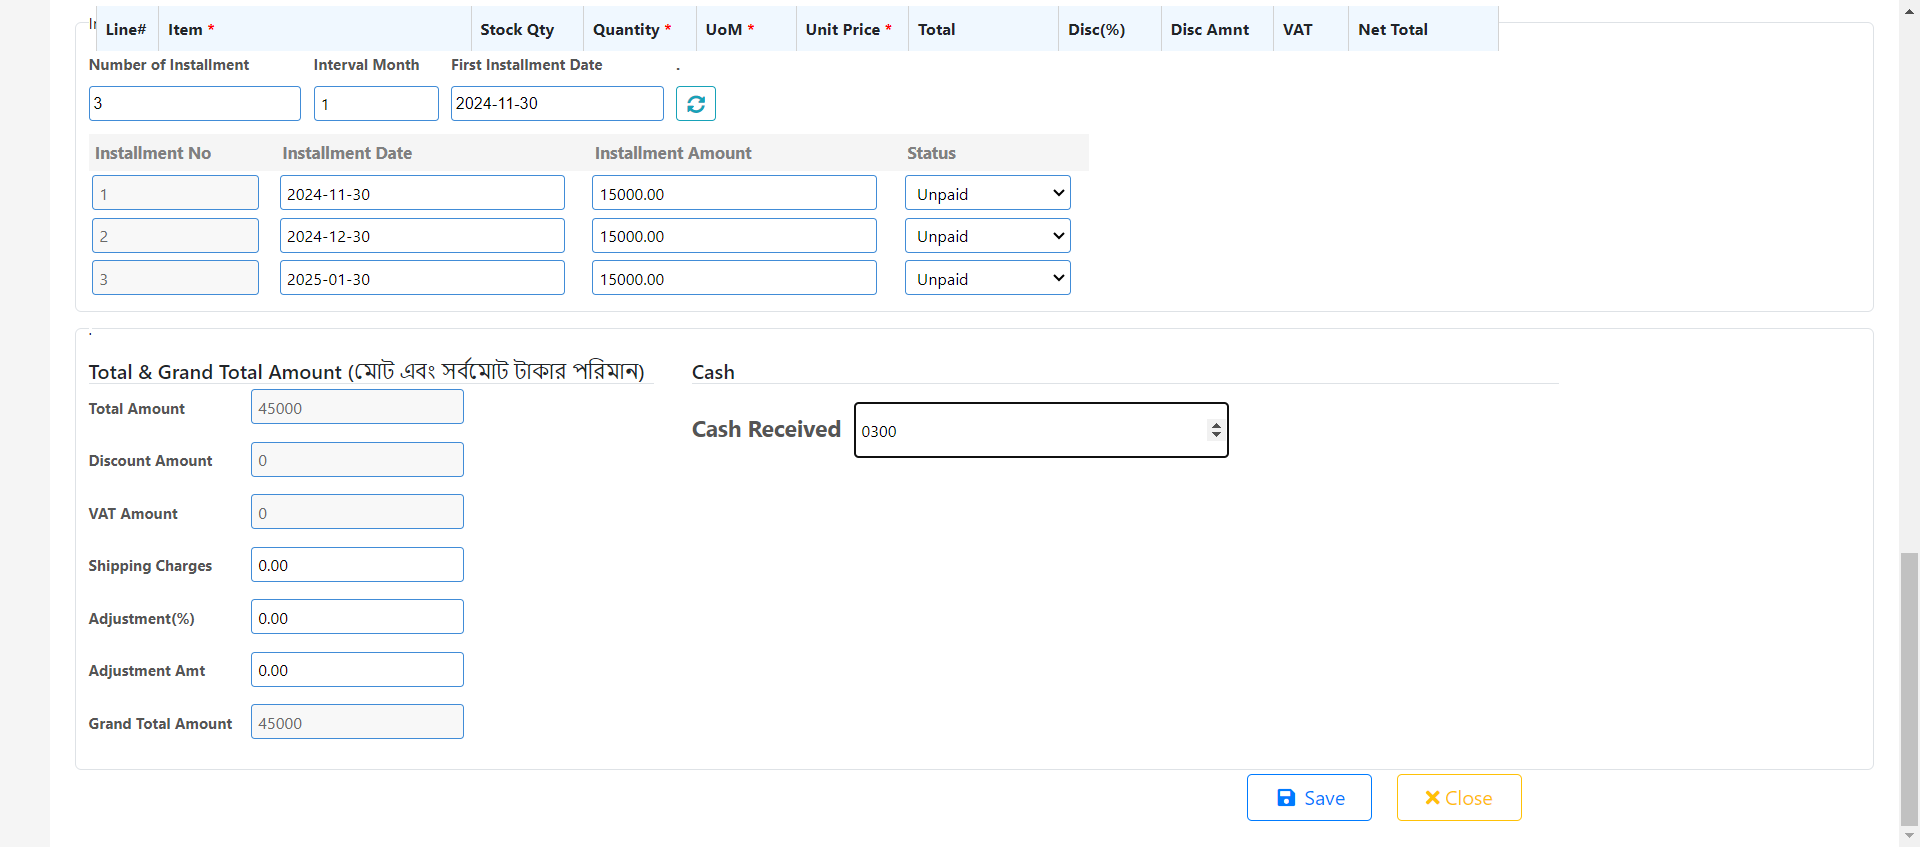 Line# Item * Stock Qty Quantity * UoM * Unit Price * Total Disc(%) Disc Amnt VAT Net Total
Number of Installment Interval Month First Installment Date .
3 1 2024-11-30
Installment No Installment Date Installment Amount Status
1 2024-11-30 15000.00 Unpaid
2 2024-12-30 15000.00 Unpaid
3 2025-01-30 15000.00 Unpaid
.
Total & Grand Total Amount (মোট এবং সর্বমোট টাকার পরিমান)
Total Amount 45000
Discount Amount 0
VAT Amount 0
Shipping Charges 0.00
Adjustment(%) 0.00
Adjustment Amt 0.00
Grand Total Amount 45000
Cash
Cash Received 0300
Save Close